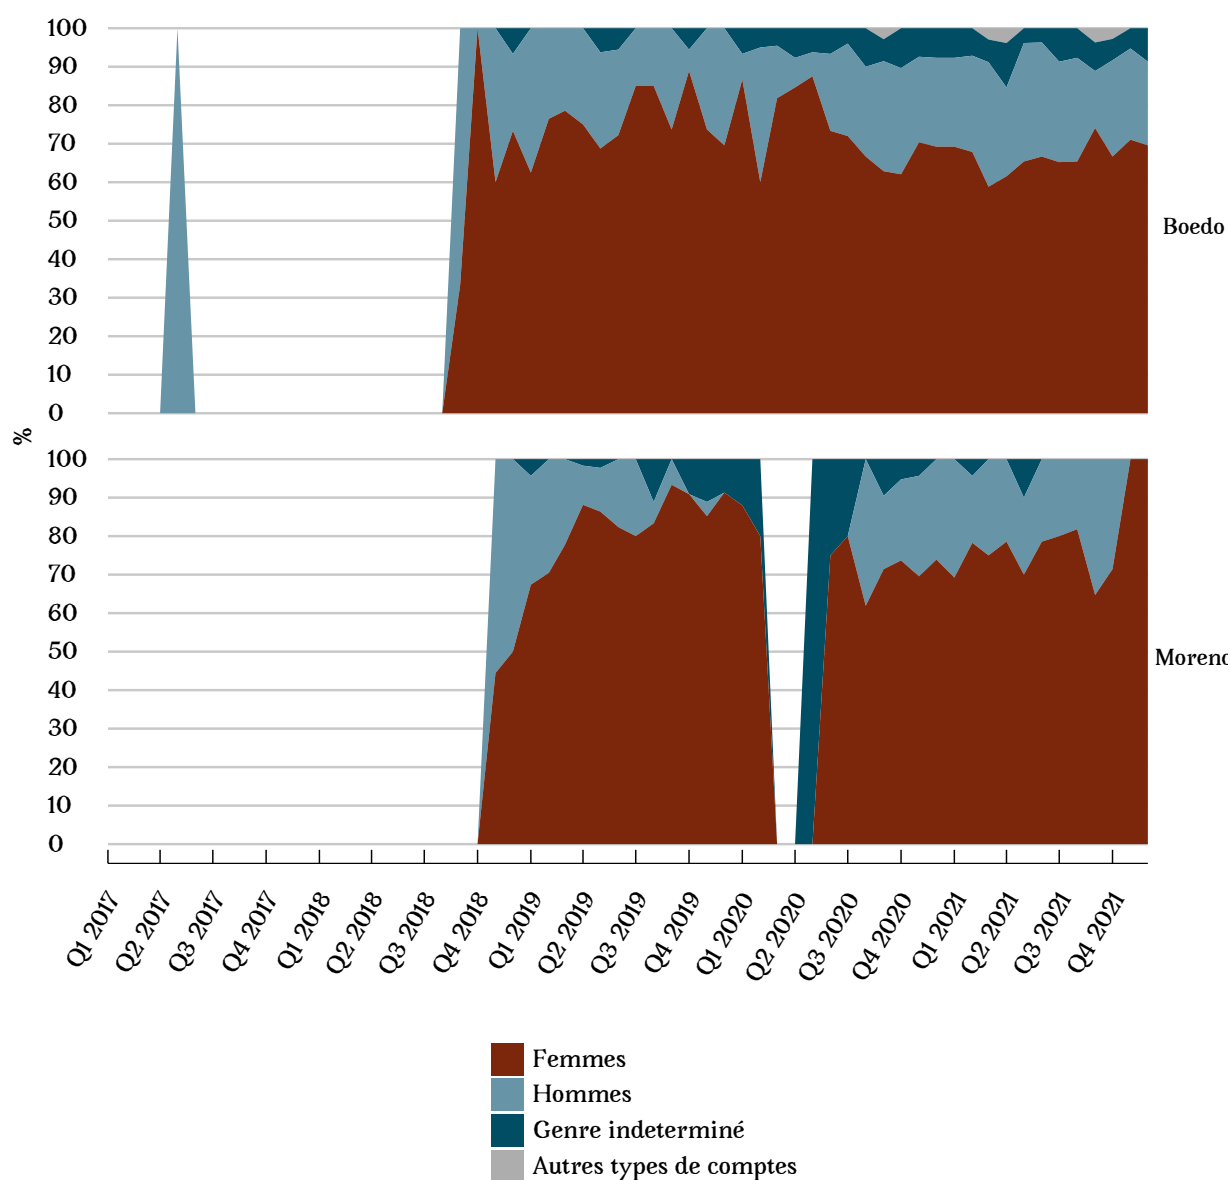 100
90
80
70
60
50
40
30
20
10
0
Boedo
%
100
90
80
70
60
50
40
30
20
10
0
Moreno
Q1 2017
Q2 2017
Q3 2017
Q4 2017
Q1 2018
Q2 2018
Q3 2018
Q4 2018
Q1 2019
Q2 2019
Q3 2019
Q4 2019
Q1 2020
Q2 2020
Q3 2020
Q4 2020
Q1 2021
Q2 2021
Q3 2021
Q4 2021
Femmes
Hommes
Genre indeterminé
Autres types de comptes